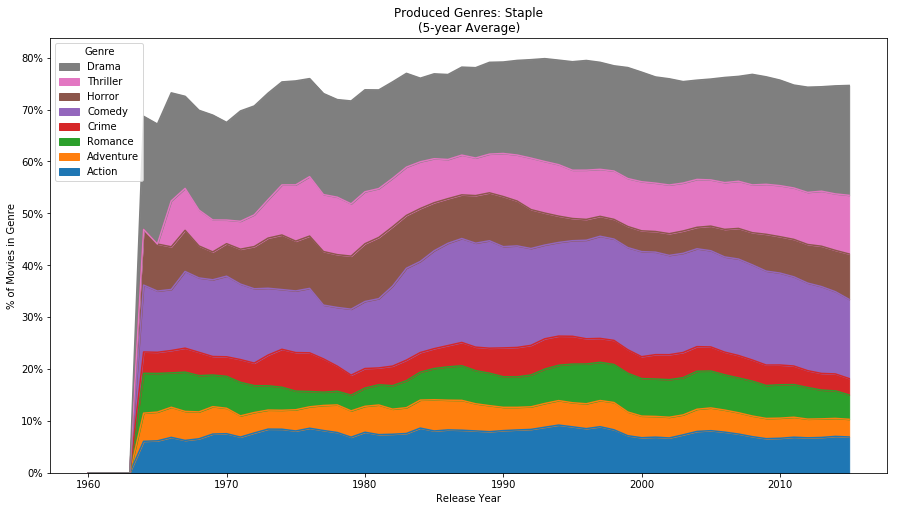 Produced Genres: Staple
(5-year Average)
Genre
Drama
Thriller
Horror
Comedy
Crime
Romance
Adventure
Action
80%
70%
60%
50%
40%
30%
20%
10%
0%
% of Movies in Genre
1960 1970 1980 1990 2000 2010
Release Year